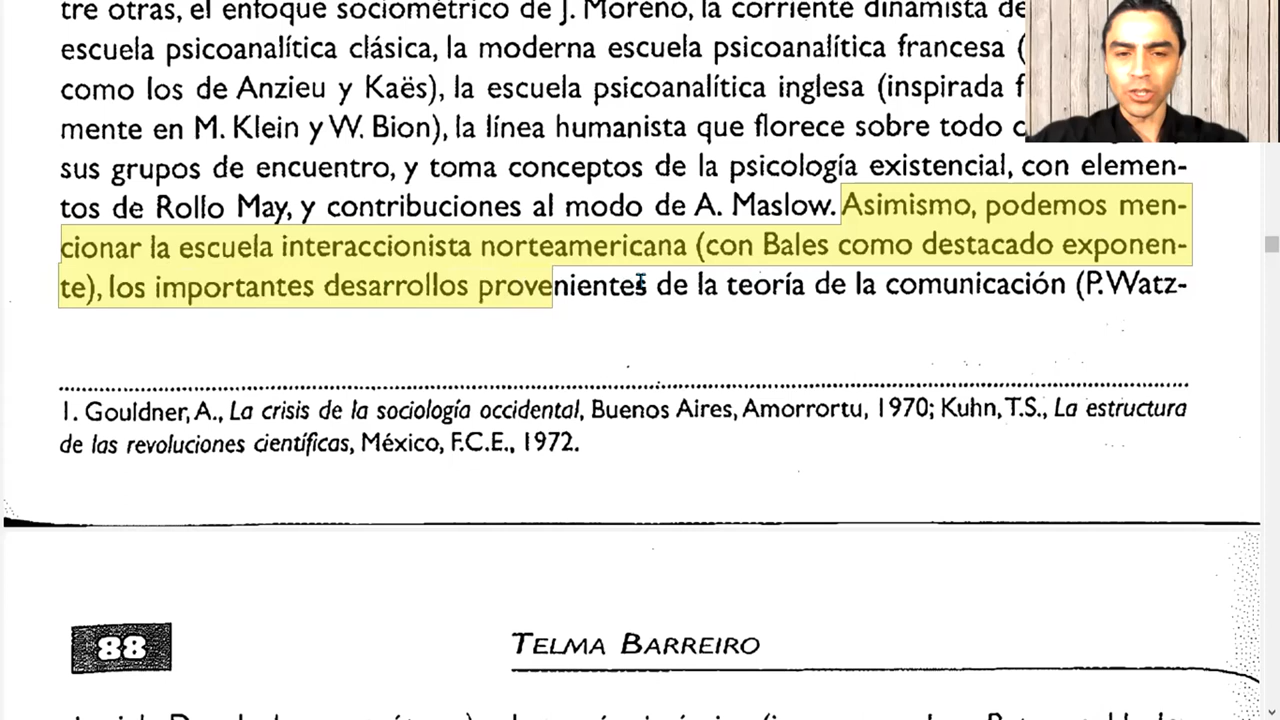 tre otras, el enfoque sociométrico de J. Moreno, la corriente dinamista de
escuela psicoanalítica clásica, la moderna escuela psicoanalítica francesa (
como los de Anzieu y Kaës), la escuela psicoanalítica inglesa (inspirada f
mente en M. Klein y W. Bion), la línea humanista que florece sobre todo c
sus grupos de encuentro, y toma conceptos de la psicología existencial, con elemen-
tos de Rollo May, y contribuciones al modo de A. Maslow. Asimismo, podemos men-
cionar la escuela interaccionista norteamericana (con Bales como destacado exponen-
te), los importantes desarrollos provenientes de la teoría de la comunicación (P. Watz-
1. Gouldner, A., La crisis de la sociología occidental, Buenos Aires, Amorrortu, 1970; Kuhn, T.S., La estructura
de las revoluciones científicas, México, F.C.E., 1972.
88
TELMA BARREIRO